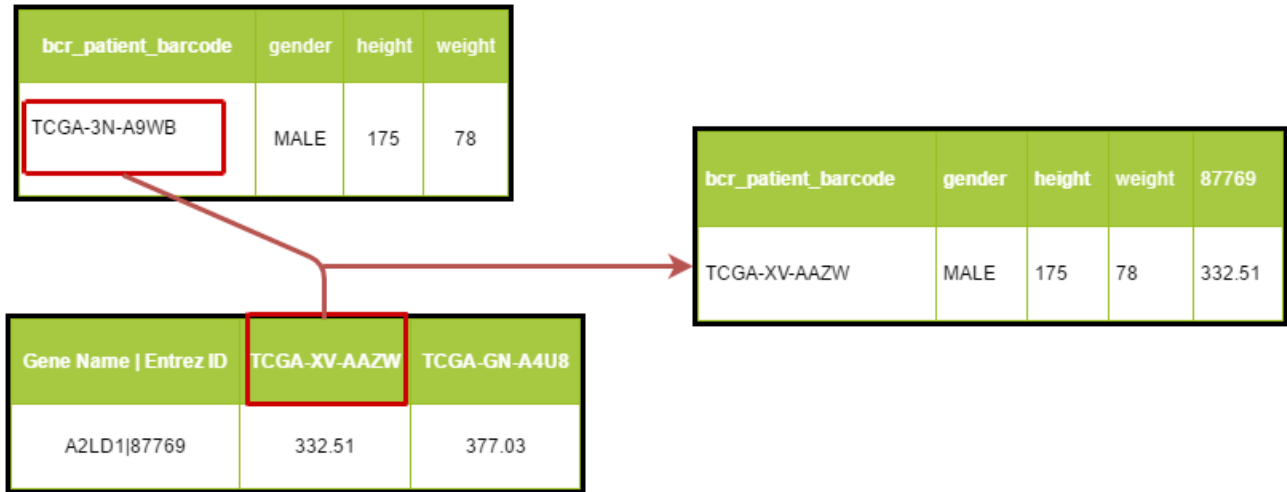 bcr_patient_barcode gender height weight
TCGA-3N-A9WB MALE 175 78
bcr_patient_barcode gender height weight 87769
TCGA-XV-AAZW MALE 175 78 332.51
Gene Name | Entrez ID TCGA-XV-AAZW TCGA-GN-A4U8
A2LD1|87769 332.51 377.03